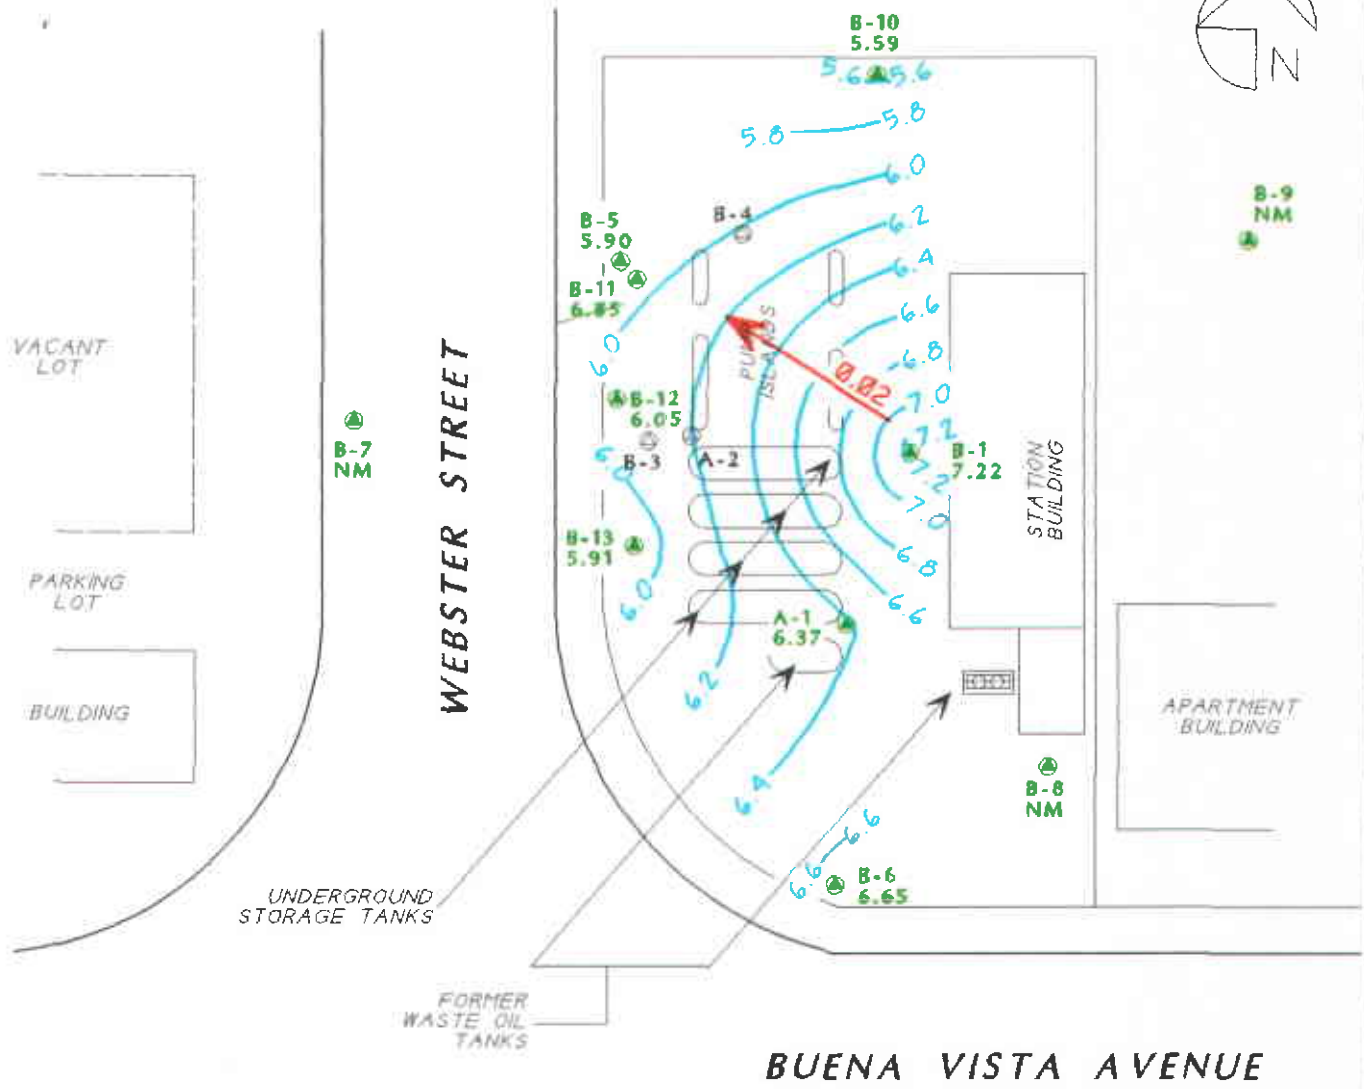 B-10
5.59
5.6 5.6
N
5.8 5.8
6.0
B-9
NM
B-4
6.2
B-5
5.90
6.4
B-11
6.85
6.6
VACANT
LOT
6.0
PUMP
ISLANDS
6.8
0.02
7.0
WEBSTER STREET
B-12
6.05
7.2
B-7
NM
B-3
A-2
B-1
7.22
6.0
7.2
STATION
BUILDING
7.0
B-13
5.91
6.8
PARKING
LOT
6.0
6.6
A-1
6.37
6.2
BUILDING
APARTMENT
BUILDING
6.4
B-8
NM
6.6
6.6
B-6
6.65
UNDERGROUND
STORAGE TANKS
FORMER
WASTE OIL
TANKS
BUENA VISTA AVENUE